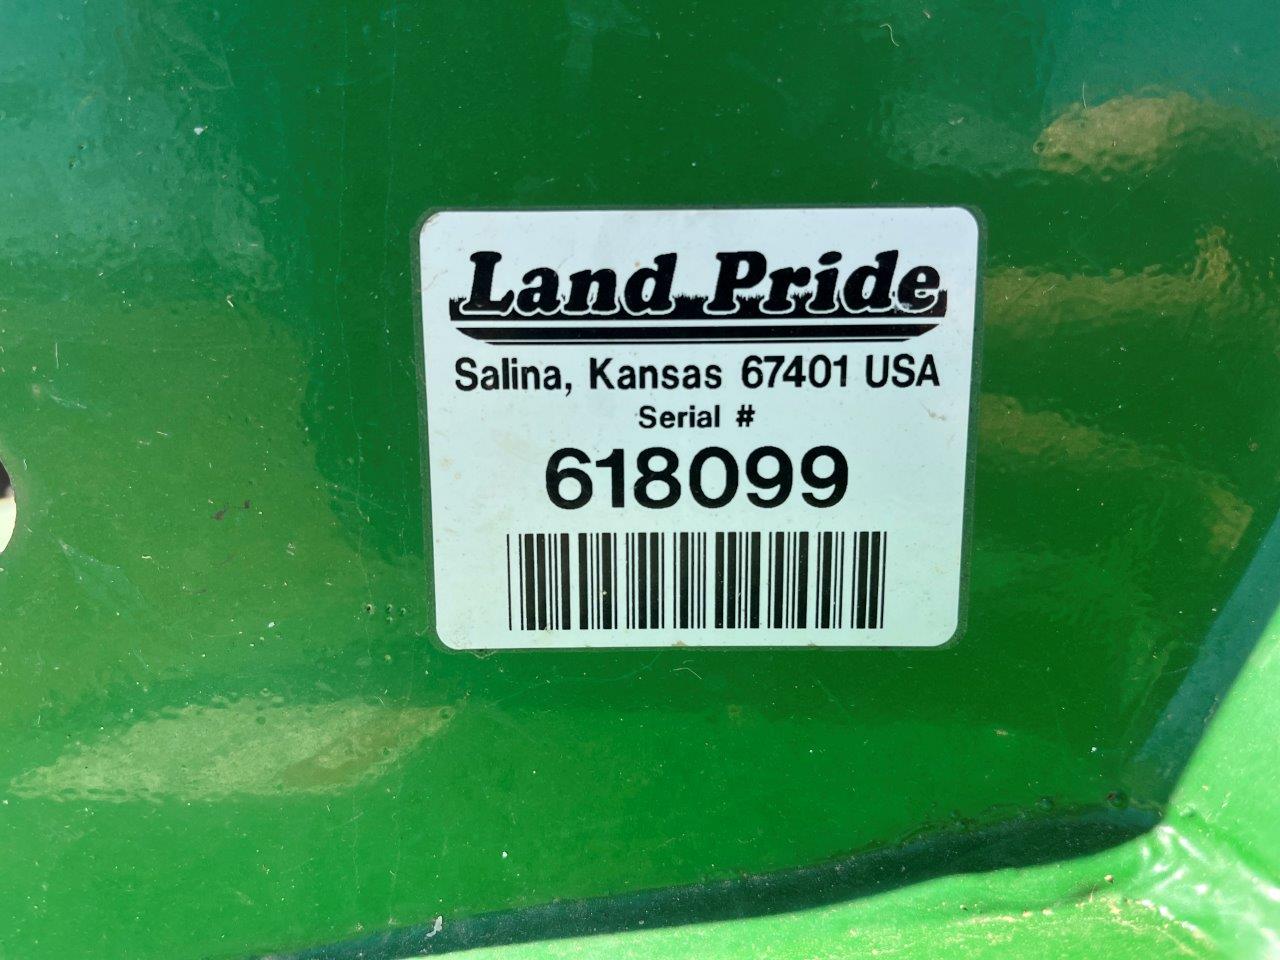 Land Pride
Salina, Kansas 67401 USA
Serial #
618099